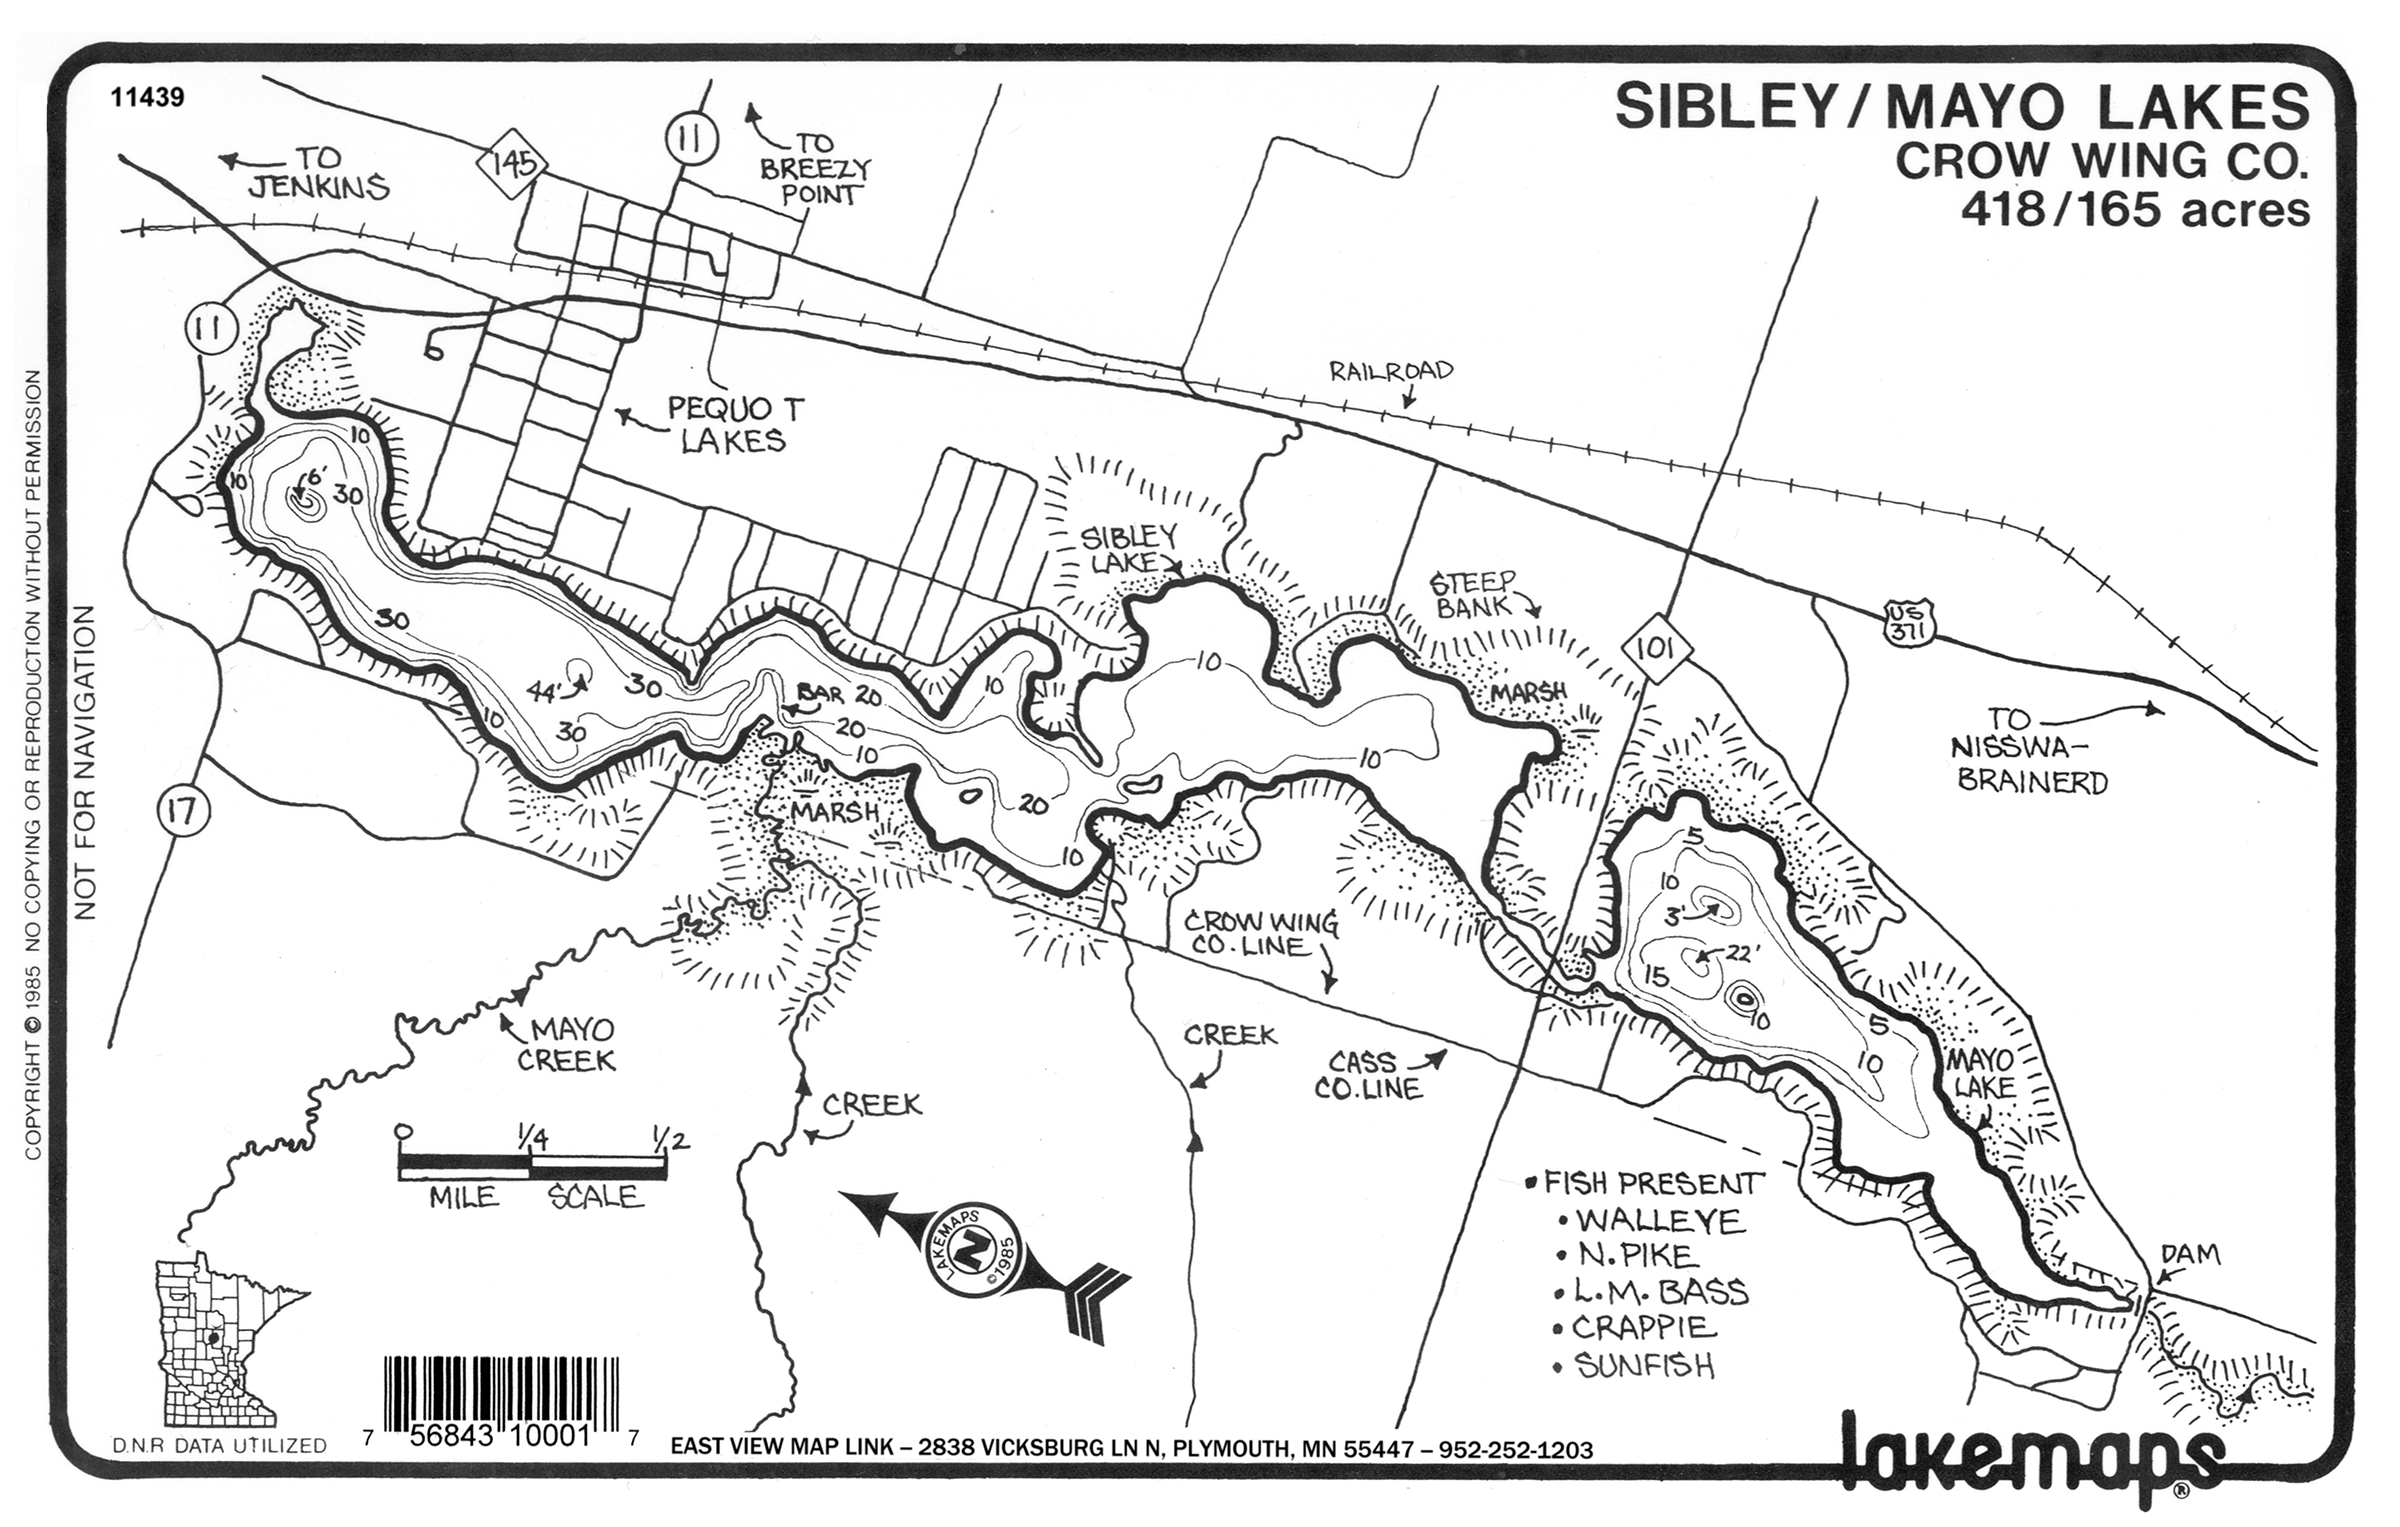 11439
SIBLEY/MAYO LAKES
CROW WING CO.
418/165 acres
TO
JENKINS
145
11
TO
BREEZY
POINT
11
RAILROAD
PEQUOT
LAKES
10
10
6'
30
SIBLEY
LAKE
STEEP
BANK
101
US
371
30
44'
30
30
10
BAR 20
20
10
10
20
10
10
10
MARSH
MARSH
TO
NISSWA-
BRAINERD
17
5
10
3'
22'
15
10
5
10
CROW WING
CO. LINE
MAYO
CREEK
CREEK
CASS
CO. LINE
MAYO
LAKE
CREEK
0 1/4 1/2
MILE SCALE
LAKEMAPS
N
©1985
• FISH PRESENT
• WALLEYE
• N. PIKE
• L.M. BASS
• CRAPPIE
• SUNFISH
DAM
D.N.R DATA UTILIZED
7 56843 10001 7
EAST VIEW MAP LINK – 2838 VICKSBURG LN N, PLYMOUTH, MN 55447 – 952-252-1203
lakemaps®
NOT FOR NAVIGATION
COPYRIGHT © 1985 NO COPYING OR REPRODUCTION WITHOUT PERMISSION